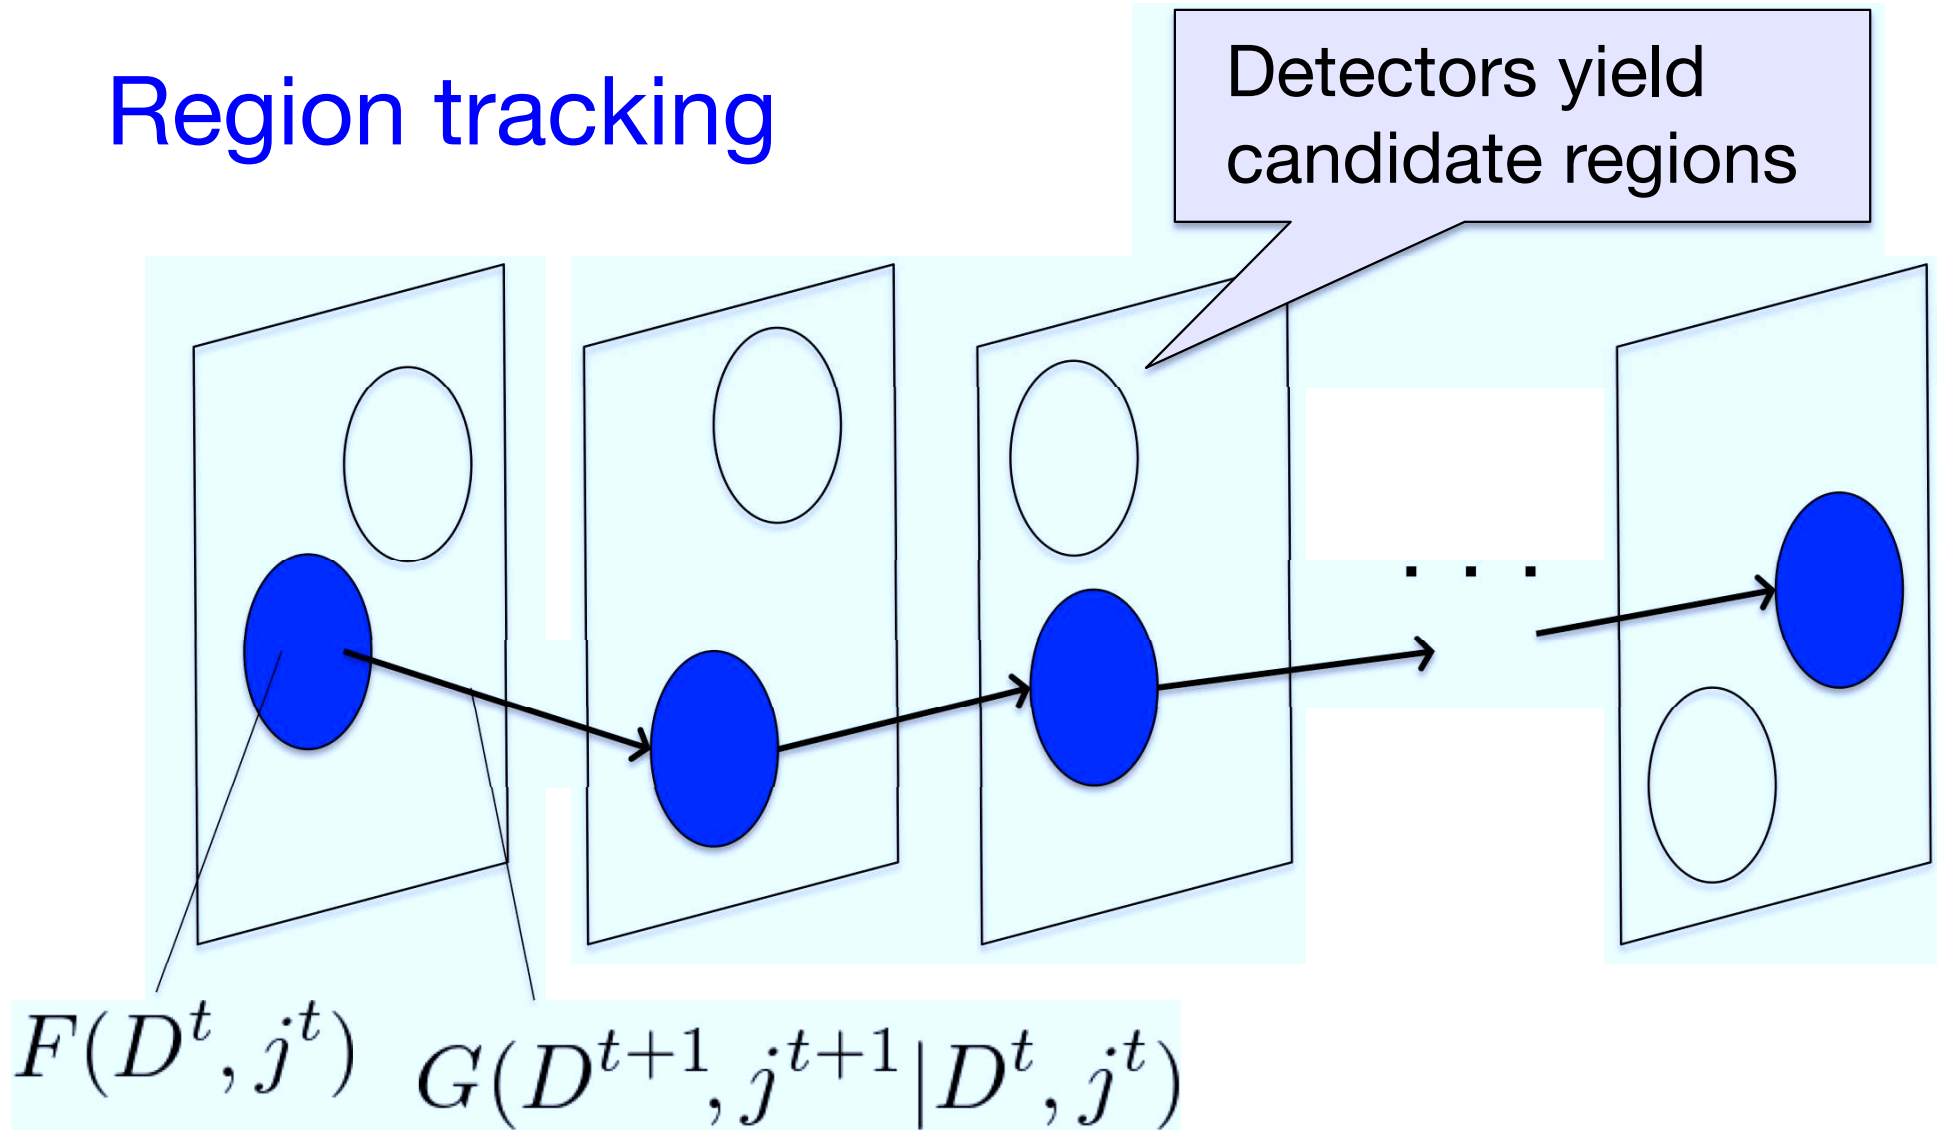 Region tracking
Detectors yield
candidate regions
. . .
F(D^t, j^t)
G(D^{t+1}, j^{t+1}|D^t, j^t)